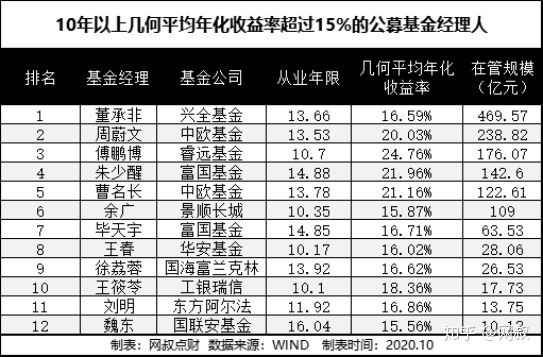 10年以上几何平均年化收益率超过15%的公募基金经理人
排名 基金经理 基金公司 从业年限 几何平均年化收益率 在管规模（亿元）
1 董承非 兴全基金 13.66 16.59% 469.57
2 周蔚文 中欧基金 13.53 20.03% 238.82
3 傅鹏博 睿远基金 10.7 24.76% 176.07
4 朱少醒 富国基金 14.88 21.96% 142.6
5 曹名长 中欧基金 13.78 21.16% 122.61
6 余广 景顺长城 10.35 15.87% 109
7 毕天宇 富国基金 14.85 16.71% 63.53
8 王春 华安基金 10.17 16.02% 28.06
9 徐荔蓉 国海富兰克林 13.92 16.62% 26.53
10 王筱苓 工银瑞信 10.1 18.36% 17.73
11 刘明 东方阿尔法 11.92 16.86% 13.75
12 魏东 国联安基金 16.04 15.56% 10.12
制表：网叔点财 数据来源：WIND 制表时间：2020.10
知乎 @网叔